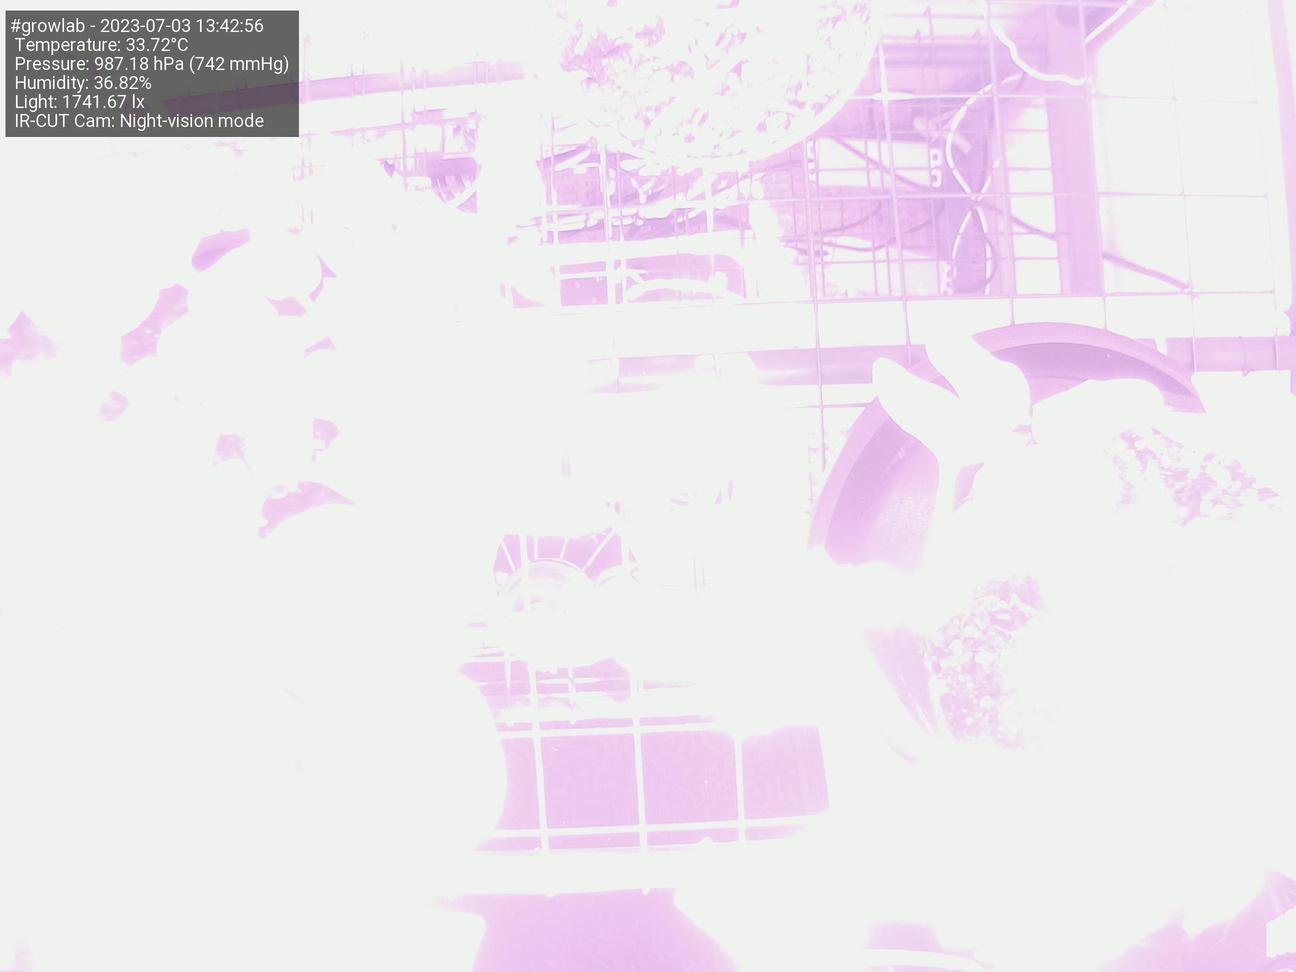 #growlab - 2023-07-03 13:42:56
Temperature: 33.72°C
Pressure: 987.18 hPa (742 mmHg)
Humidity: 36.82%
Light: 1741.67 lx
IR-CUT Cam: Night-vision mode